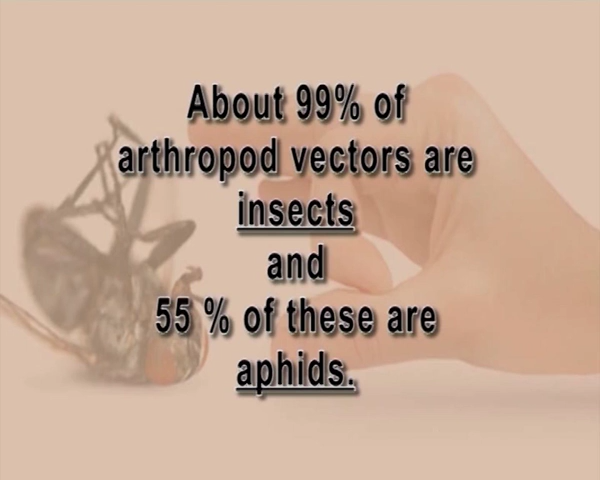 About 99% of
arthropod vectors are
insects
and
55 % of these are
aphids.